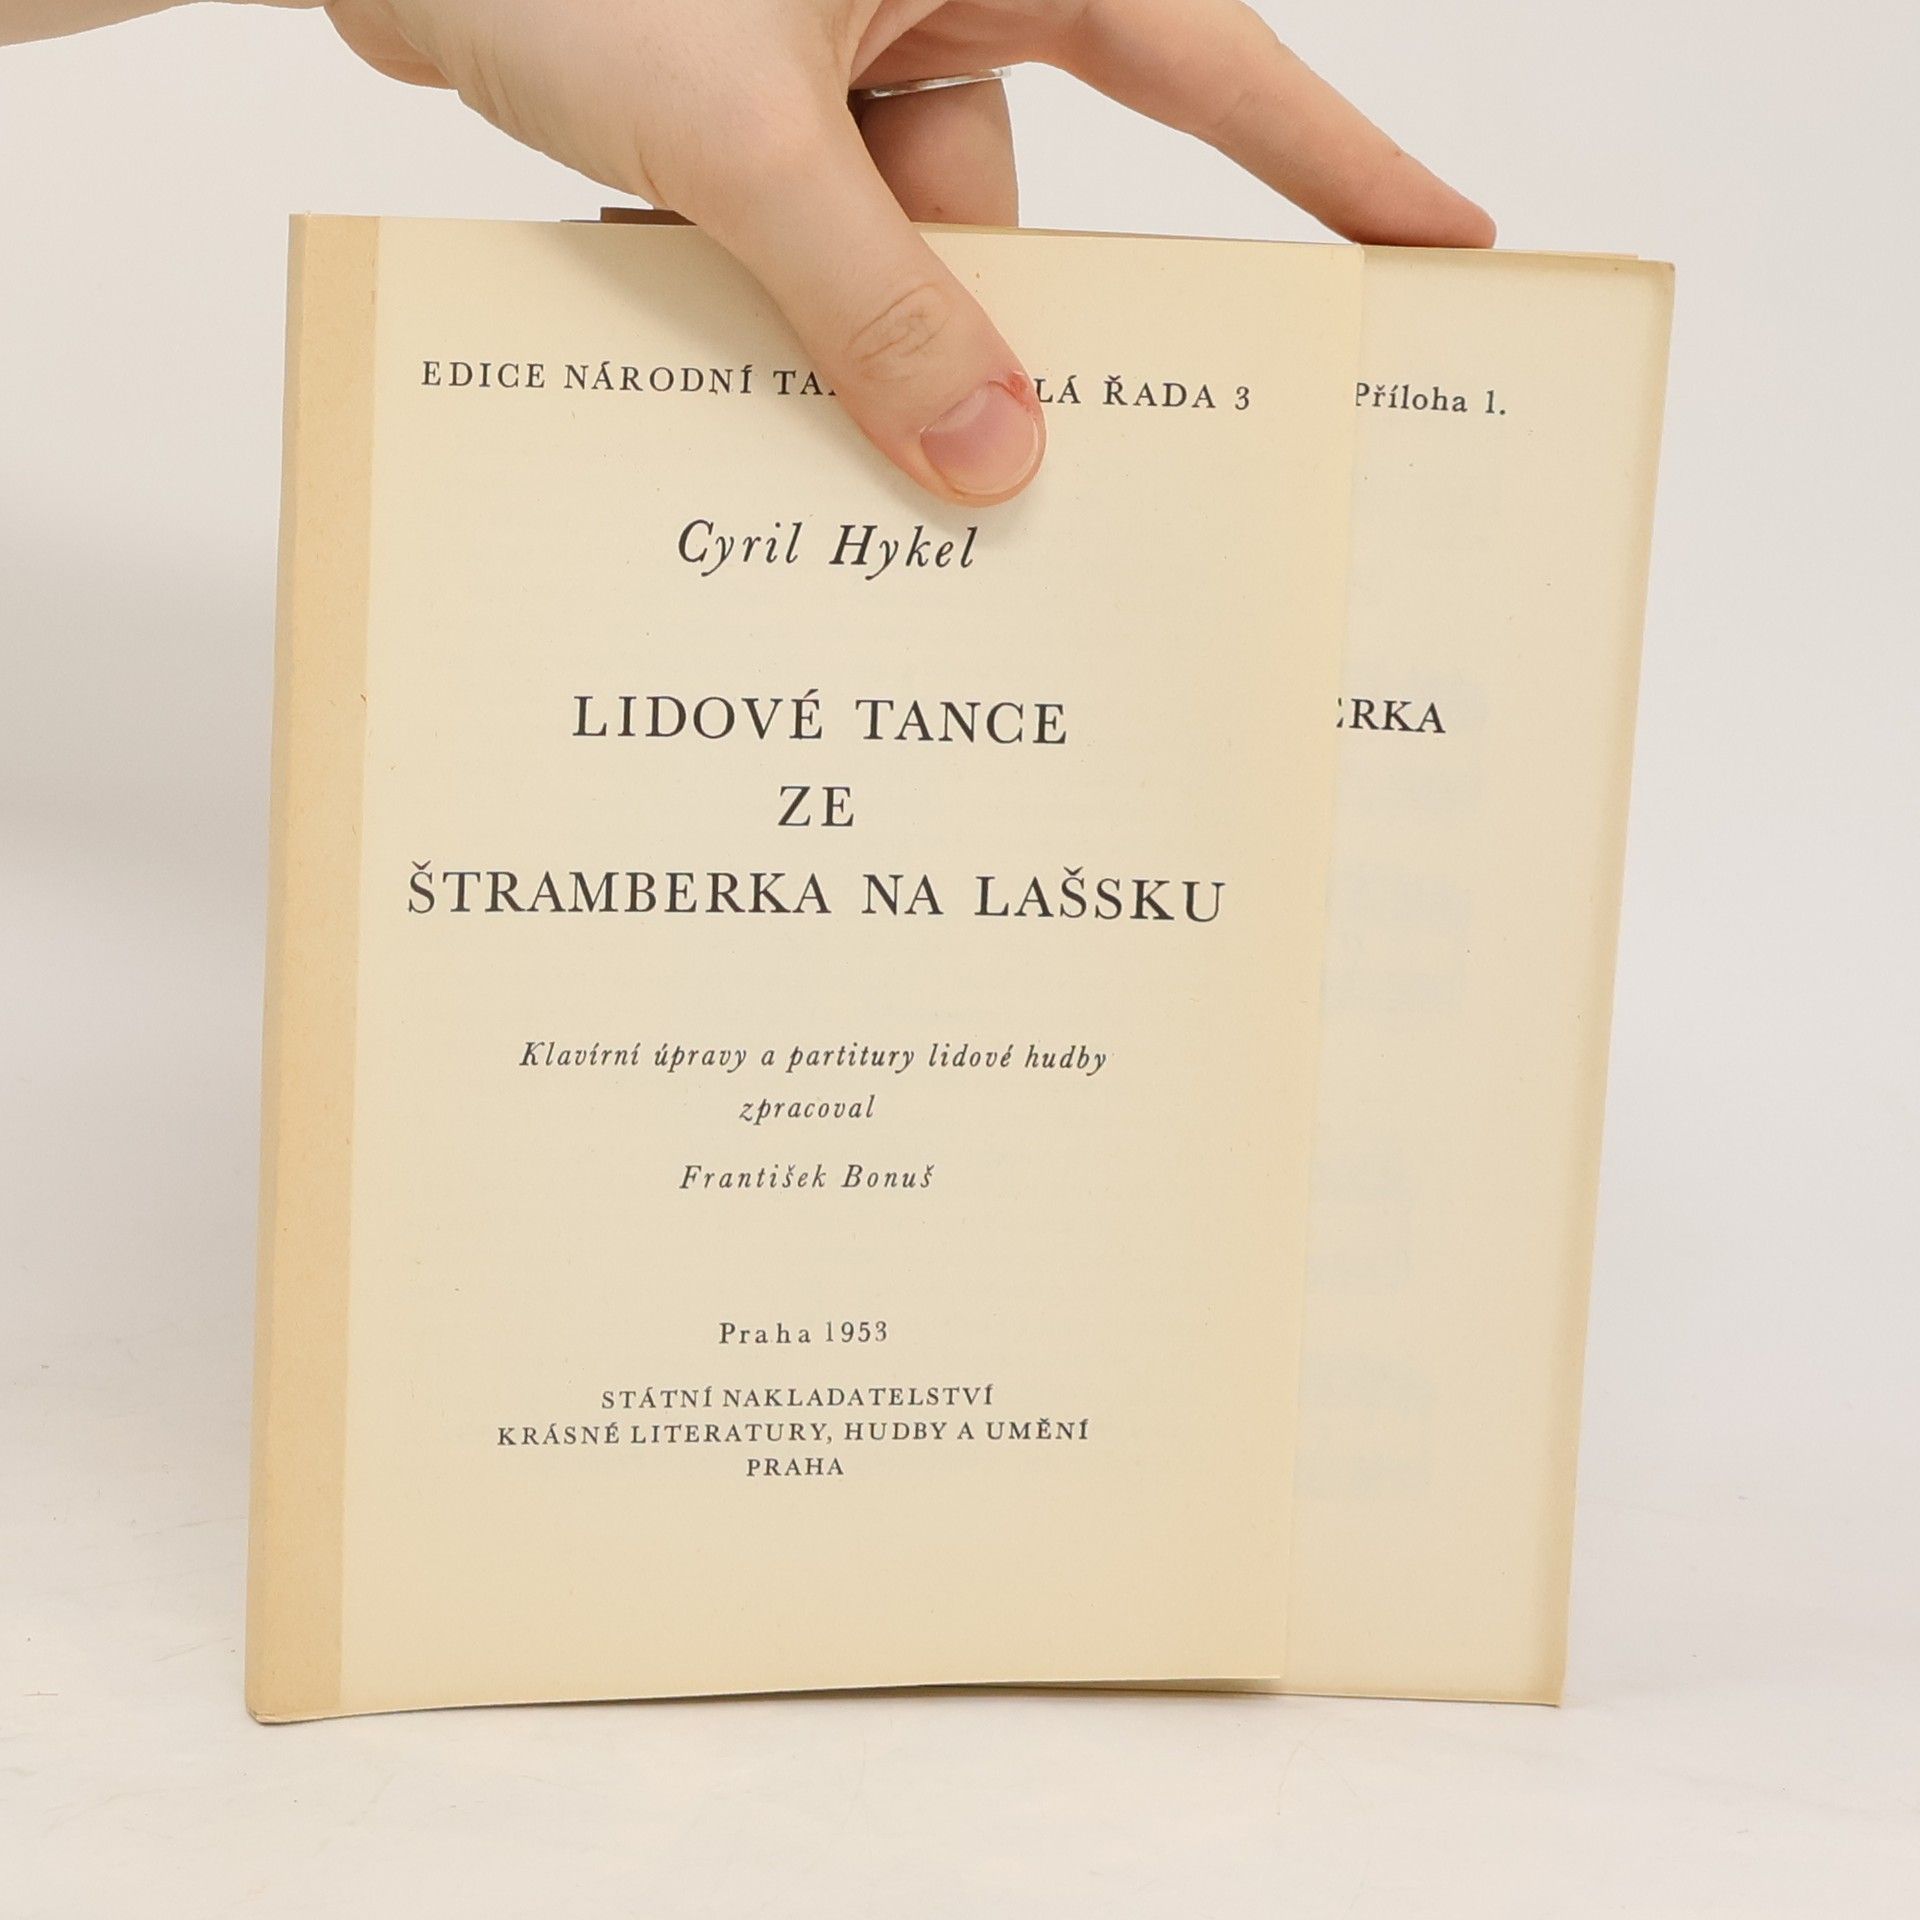 EDICE NÁRODNÍ ŘADA 3
Příloha 1.
Cyril Hykel
LIDOVÉ TANCE
ZE
ŠTRAMBERKA NA LAŠSKU
Klavírní úpravy a partitury lidové hudby
zpracoval
František Bonuš
Praha 1953
STÁTNÍ NAKLADATELSTVÍ
KRÁSNÉ LITERATURY, HUDBY A UMĚNÍ
PRAHA